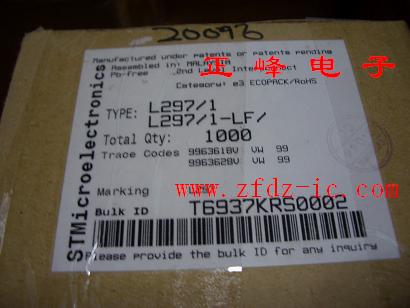 20096
Manufactured under patents or patents pending
Assembled in: MALAYSIA
Pb-free 2nd Level Interconnect
Category: e3 ECOPACK/RoHS
正峰电子
STMicroelectronics
TYPE: L297/1
L297/1-LF/
Total Qty: 1000
Trace Codes 9963618V VW 99
9963628V VW 99
Marking
www.zfdz-ic.com
Bulk ID T6937KRS0002
Please provide the bulk ID for any inquiry